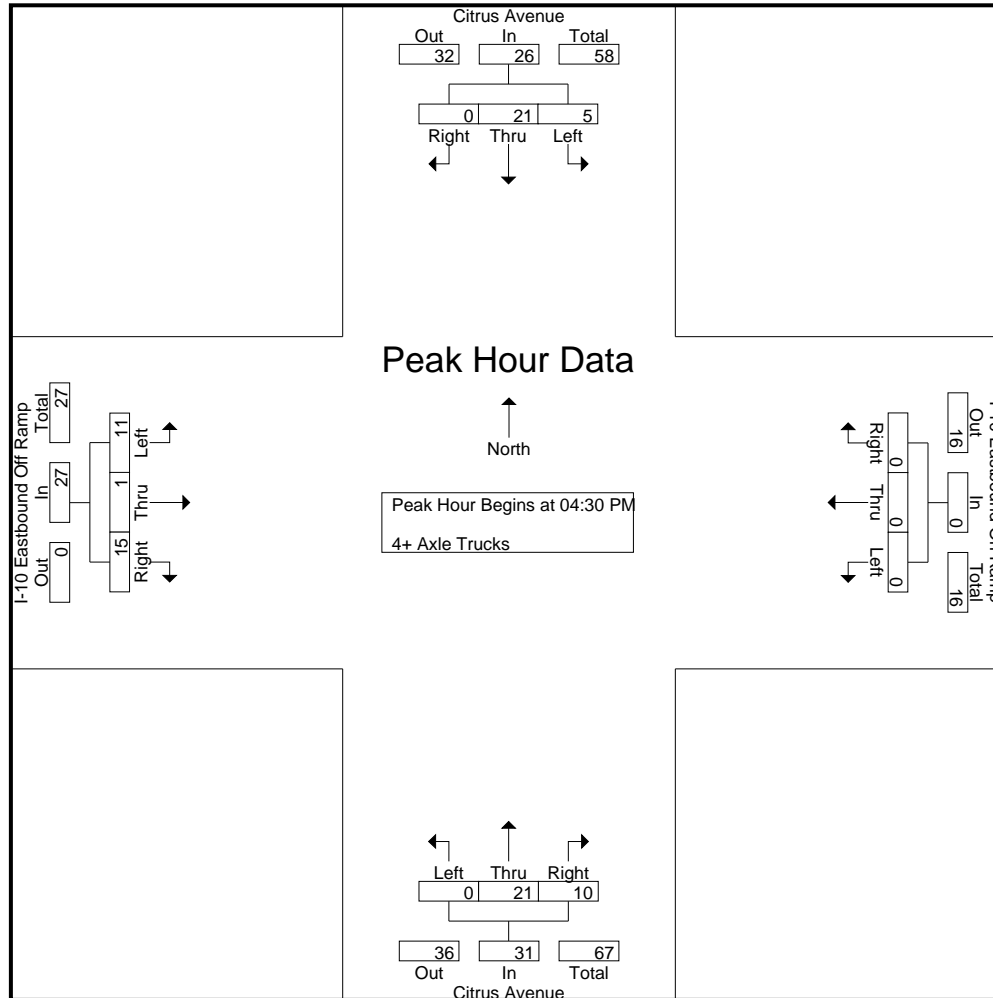 Citrus Avenue
Out In Total
32 26 58
0 21 5
Right Thru Left
Peak Hour Data
North
Peak Hour Begins at 04:30 PM
4+ Axle Trucks
I-10 Eastbound Off Ramp
Total In Out
27 27 0
11 1 15
Left Thru Right
Eastbound On Ramp
Out In Total
16 0 16
0 0 0
Right Thru Left
Left Thru Right
0 21 10
36 31 67
Out In Total
Citrus Avenue